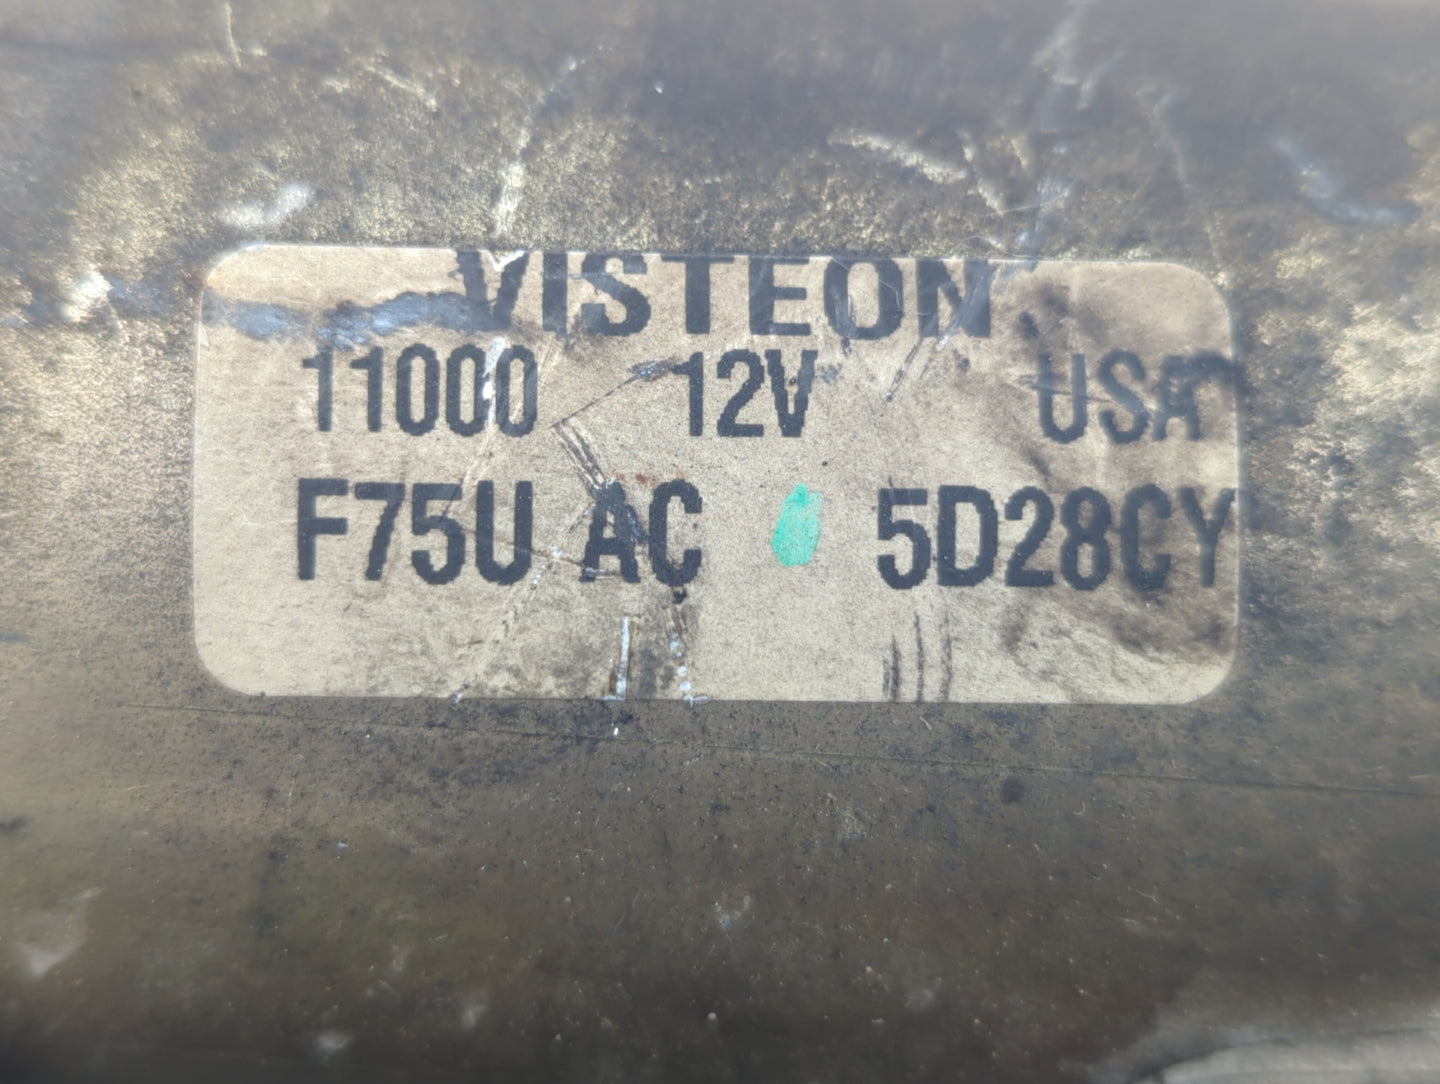 VISTEON
11000 12V USA
F75U AC 5D28CY